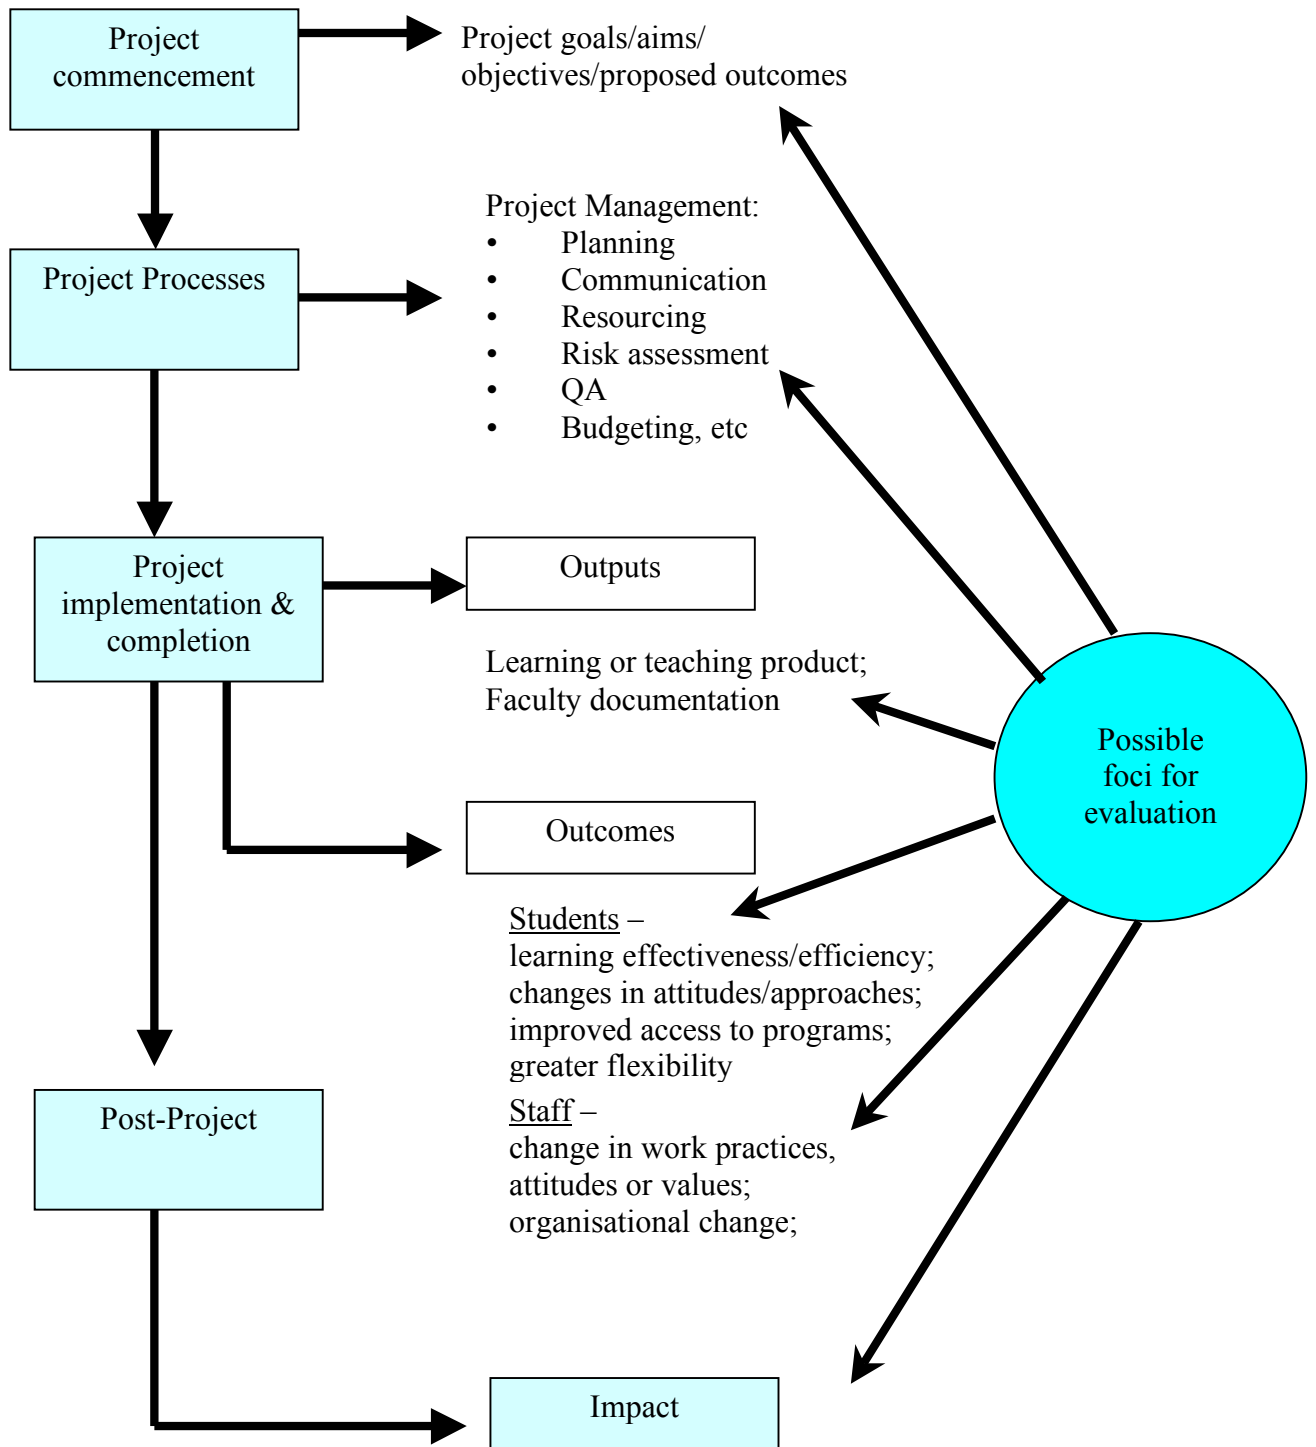 Project
commencement
Project goals/aims/
objectives/proposed outcomes
Project Processes
Project Management:
• Planning
• Communication
• Resourcing
• Risk assessment
• QA
• Budgeting, etc
Project
implementation &
completion
Outputs
Learning or teaching product;
Faculty documentation
Possible
foci for
evaluation
Outcomes
Students –
learning effectiveness/efficiency;
changes in attitudes/approaches;
improved access to programs;
greater flexibility
Staff –
change in work practices,
attitudes or values;
organisational change;
Post-Project
Impact